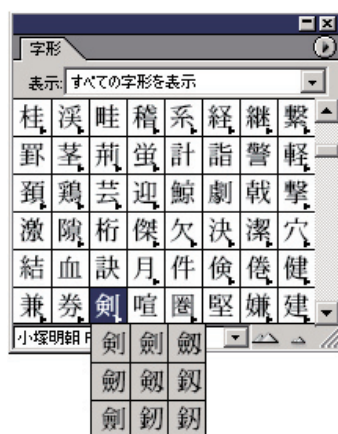 字形
表示: すべての字形を表示
桂 渓 畦 稽 系 経 継 繋
罫 茎 荊 蛍 計 詣 警 軽
頚 鶏 芸 迎 鯨 劇 戟 撃
激 隙 桁 傑 欠 決 潔 穴
結 血 訣 月 件 倹 倦 健
兼 券 剣 喧 圏 堅 嫌 建
小塚明朝
剣 劍 劔
劒 剱 釼